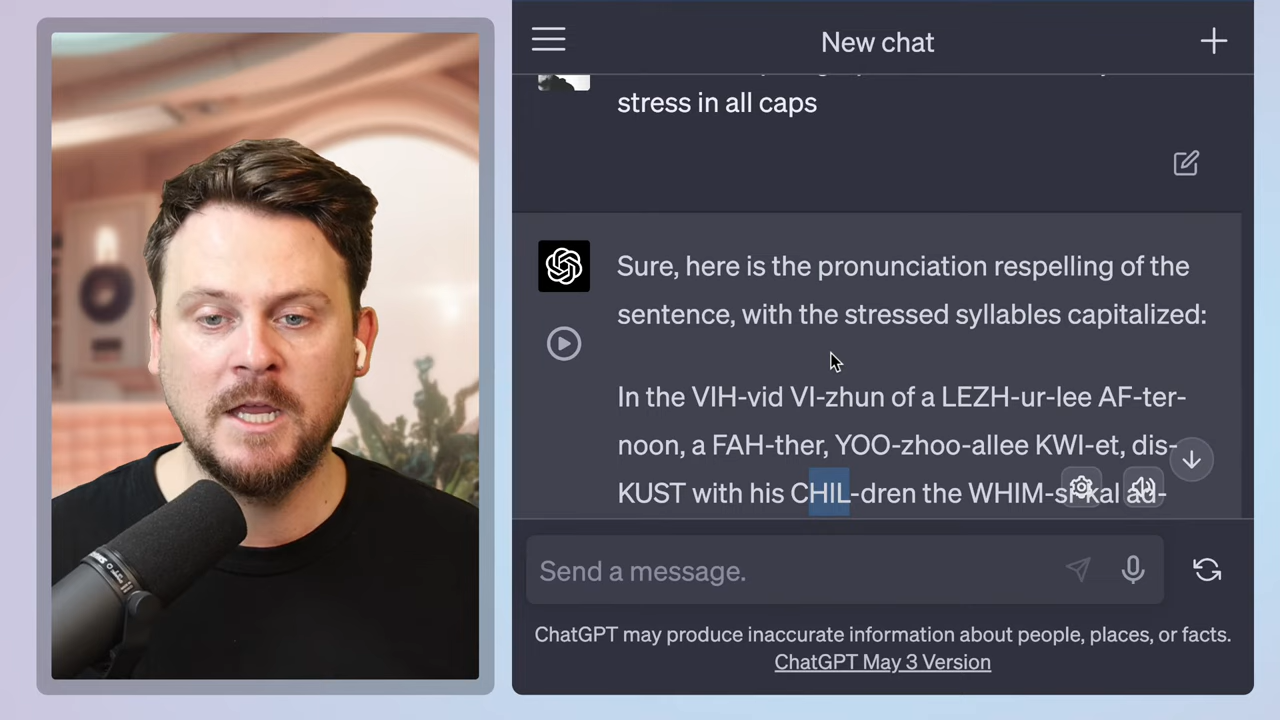 New chat
stress in all caps
Sure, here is the pronunciation respelling of the
sentence, with the stressed syllables capitalized:
In the VIH-vid VI-zhun of a LEZH-ur-lee AF-ter-
noon, a FAH-ther, YOO-zhoo-allee KWI-et, dis-
KUST with his CHIL-dren the WHIM-si-kal ad-
Send a message.
ChatGPT may produce inaccurate information about people, places, or facts.
ChatGPT May 3 Version